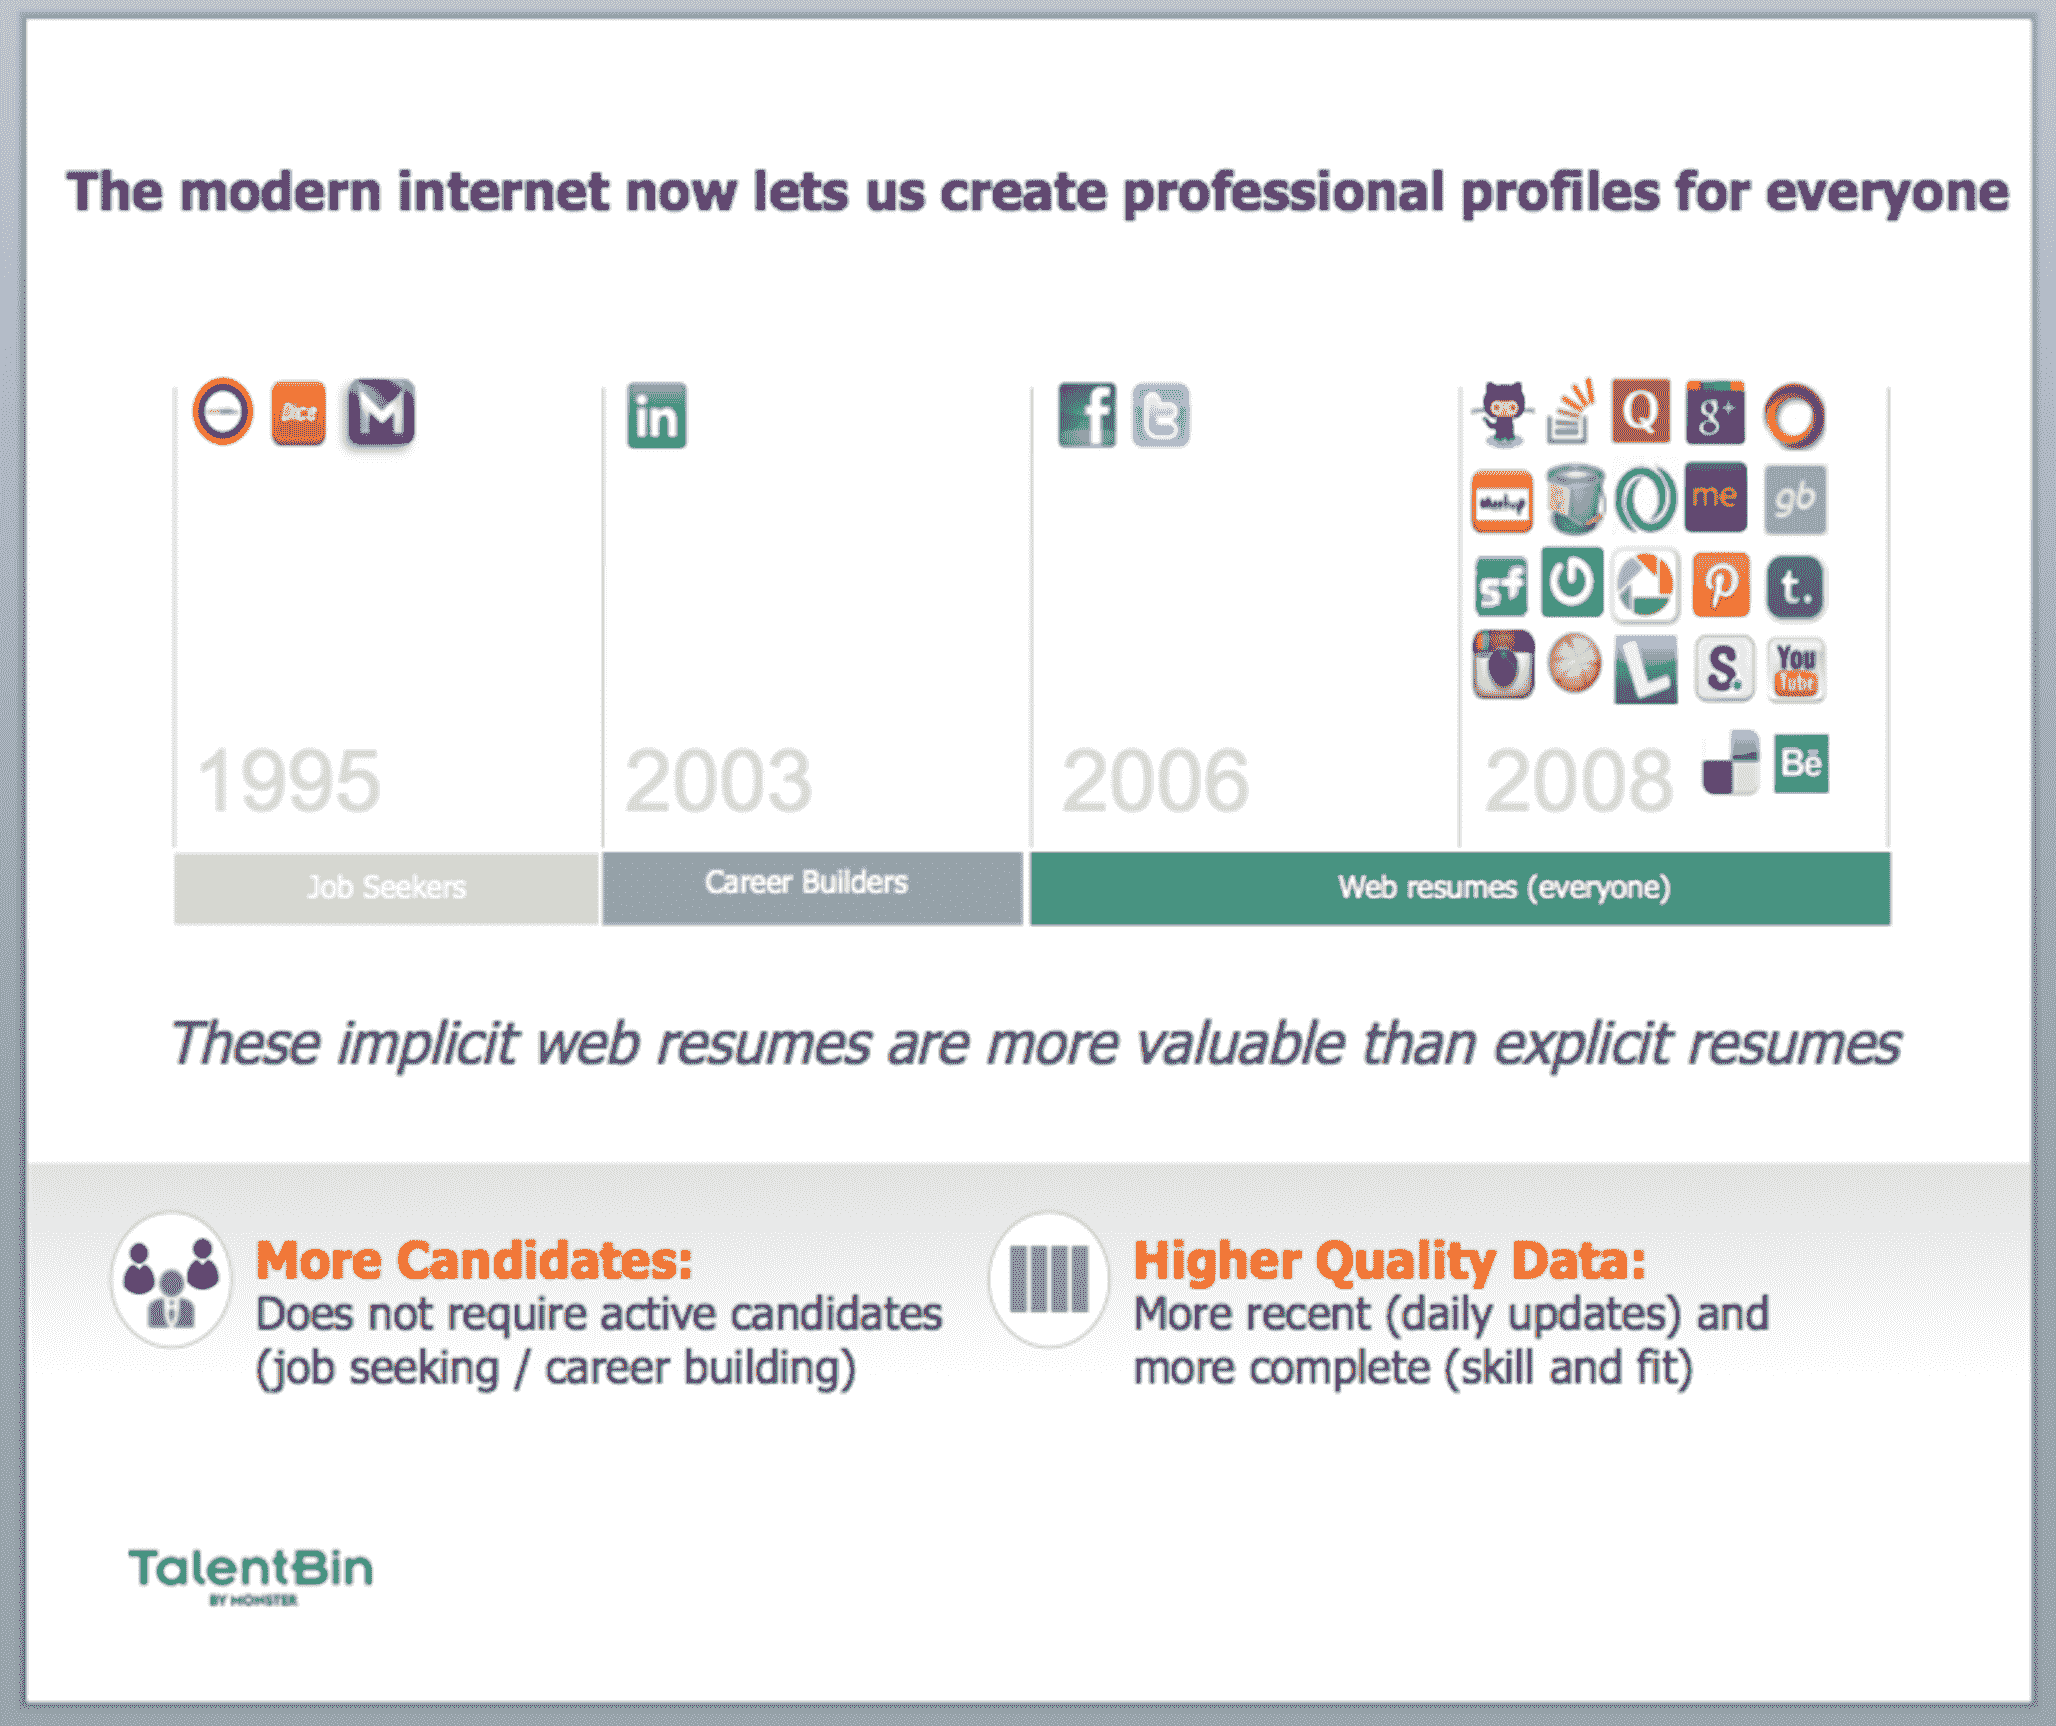 The modern internet now lets us create professional profiles for everyone
Dice
M
in
f
t
Q
g+
Meetup
me
gb
sf
P
t.
L
S.
You
Tube
1995
2003
2006
2008
Bē
Job Seekers
Career Builders
Web resumes (everyone)
These implicit web resumes are more valuable than explicit resumes
More Candidates:
Does not require active candidates
(job seeking / career building)
Higher Quality Data:
More recent (daily updates) and
more complete (skill and fit)
TalentBin
BY MONSTER